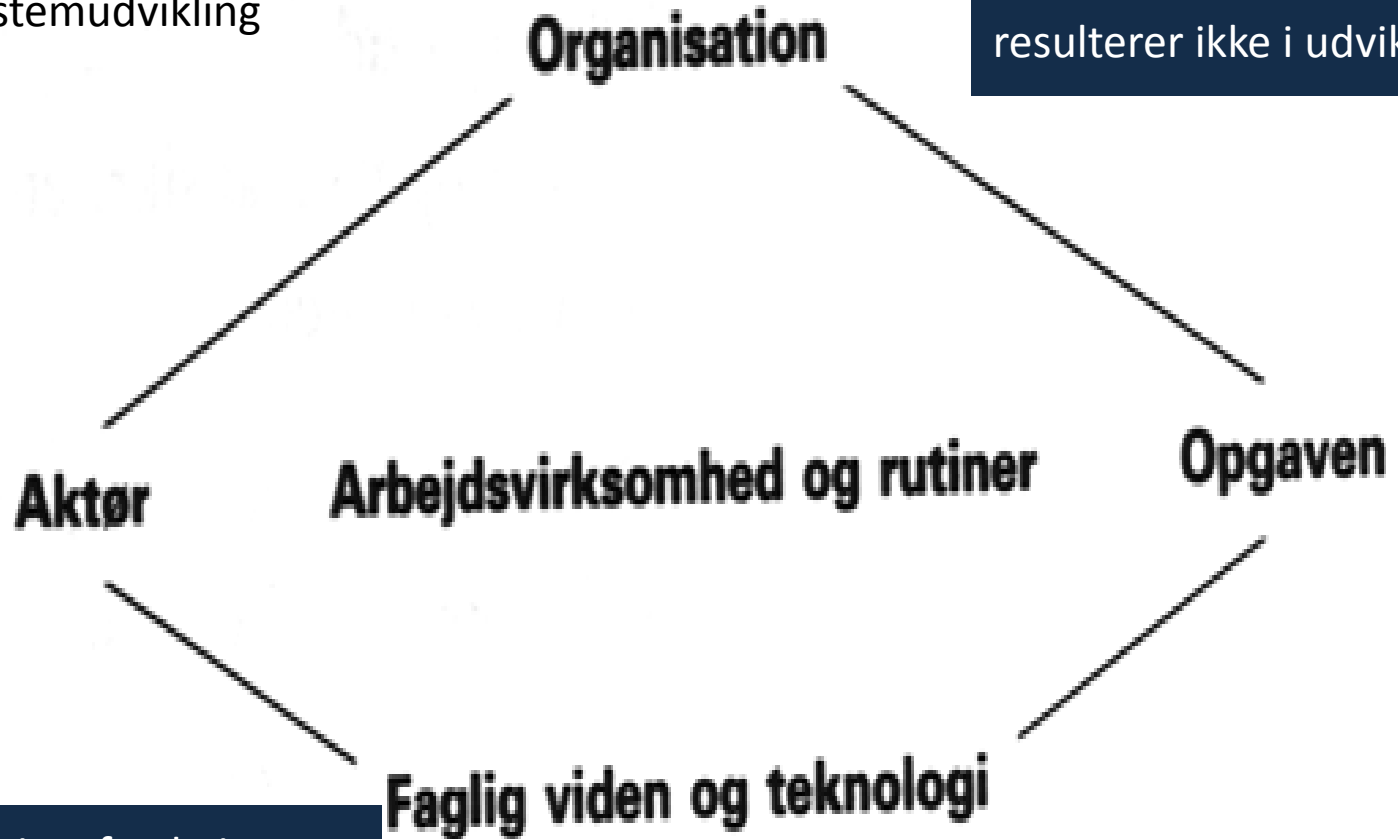 stemudvikling
Organisation
resulterer ikke i udvik
Aktør
Arbejdsvirksomhed og rutiner
Opgaven
Faglig viden og teknologi